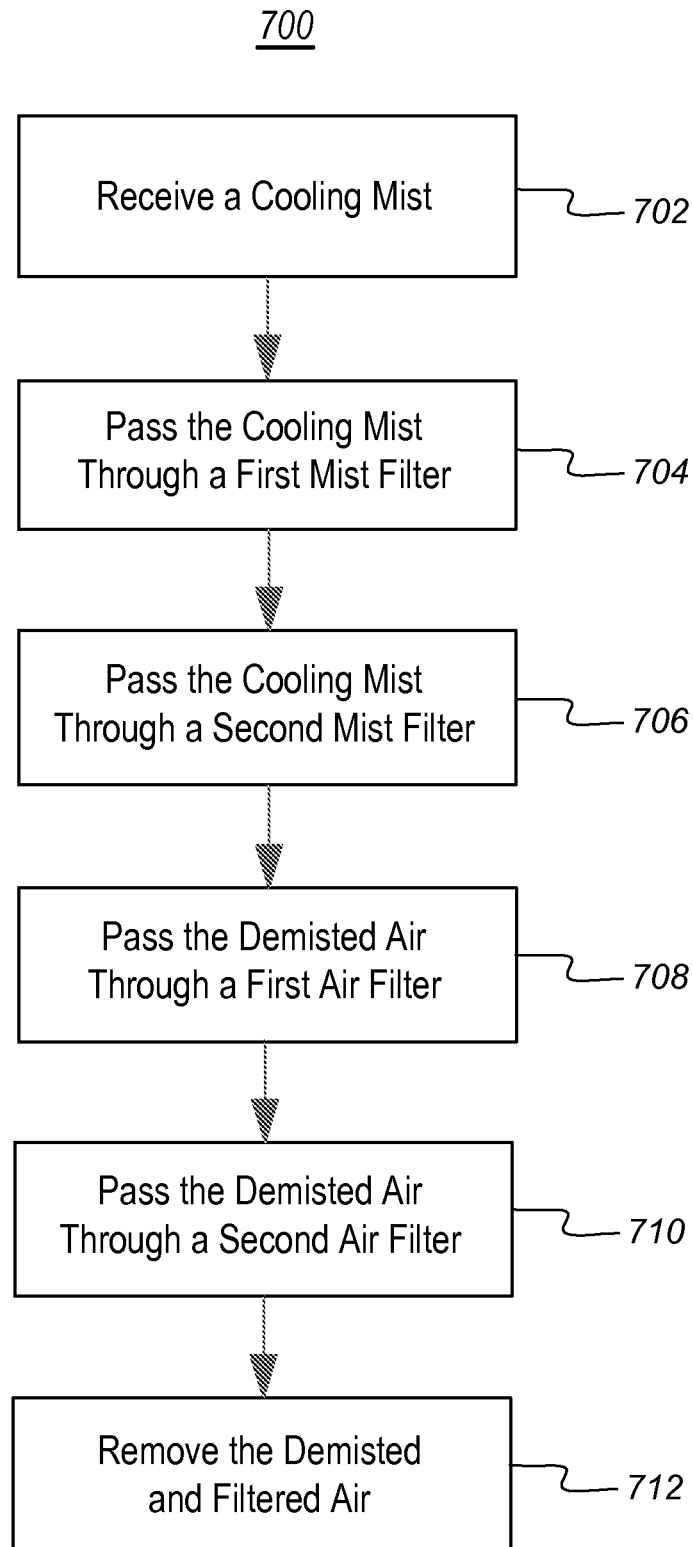 700
Receive a Cooling Mist
702
Pass the Cooling Mist
Through a First Mist Filter
704
Pass the Cooling Mist
Through a Second Mist Filter
706
Pass the Demisted Air
Through a First Air Filter
708
Pass the Demisted Air
Through a Second Air Filter
710
Remove the Demisted
and Filtered Air
712